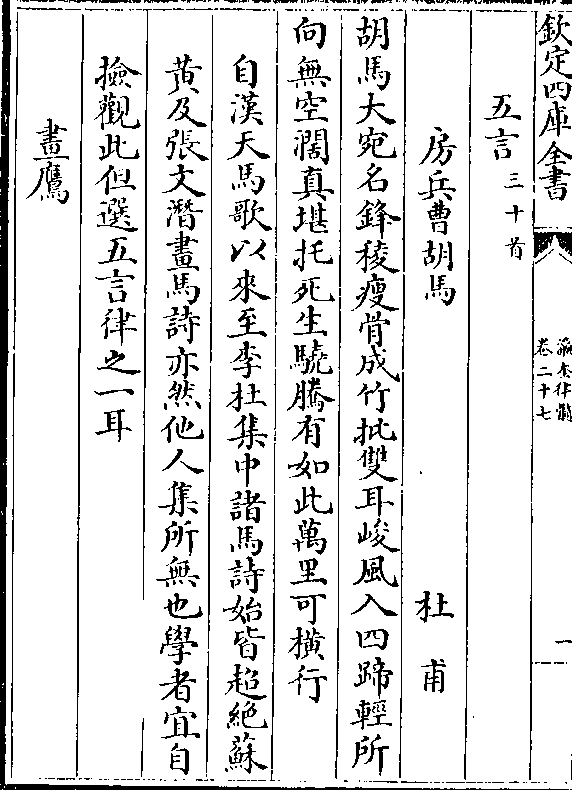 欽定四庫全書
瀛奎律髓
卷二十七
一
五言三十首
房兵曹胡馬 杜甫
胡馬大宛名鋒稜瘦骨成竹批雙耳峻風入四蹄輕所
向無空濶真堪托死生驍騰有如此萬里可橫行
自漢天馬歌以來至李杜集中諸馬詩始皆超絶蘇
黄及張文潛畫馬詩亦然他人集所無也學者宜自
撿觀此但選五言律之一耳
畫鷹